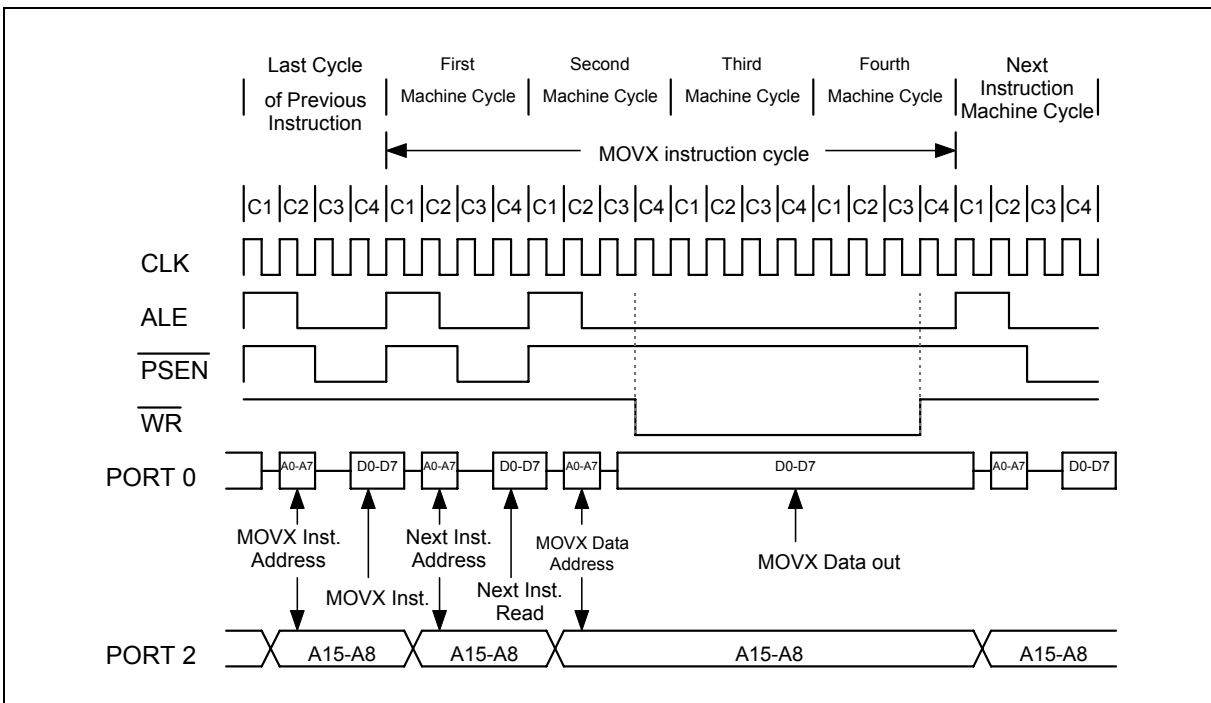 Last Cycle
of Previous
Instruction
First
Machine Cycle
Second
Machine Cycle
Third
Machine Cycle
Fourth
Machine Cycle
Next
Instruction
Machine Cycle
MOVX instruction cycle
C1 C2 C3 C4 C1 C2 C3 C4 C1 C2 C3 C4 C1 C2 C3 C4 C1 C2 C3 C4 C1 C2 C3 C4
CLK
ALE
PSEN
WR
PORT 0
A0-A7 D0-D7 A0-A7 D0-D7 A0-A7 D0-D7 A0-A7 D0-D7
MOVX Inst.
Address
MOVX Inst.
Next Inst.
Address
Next Inst.
Read
MOVX Data
Address
MOVX Data out
PORT 2
A15-A8 A15-A8 A15-A8 A15-A8